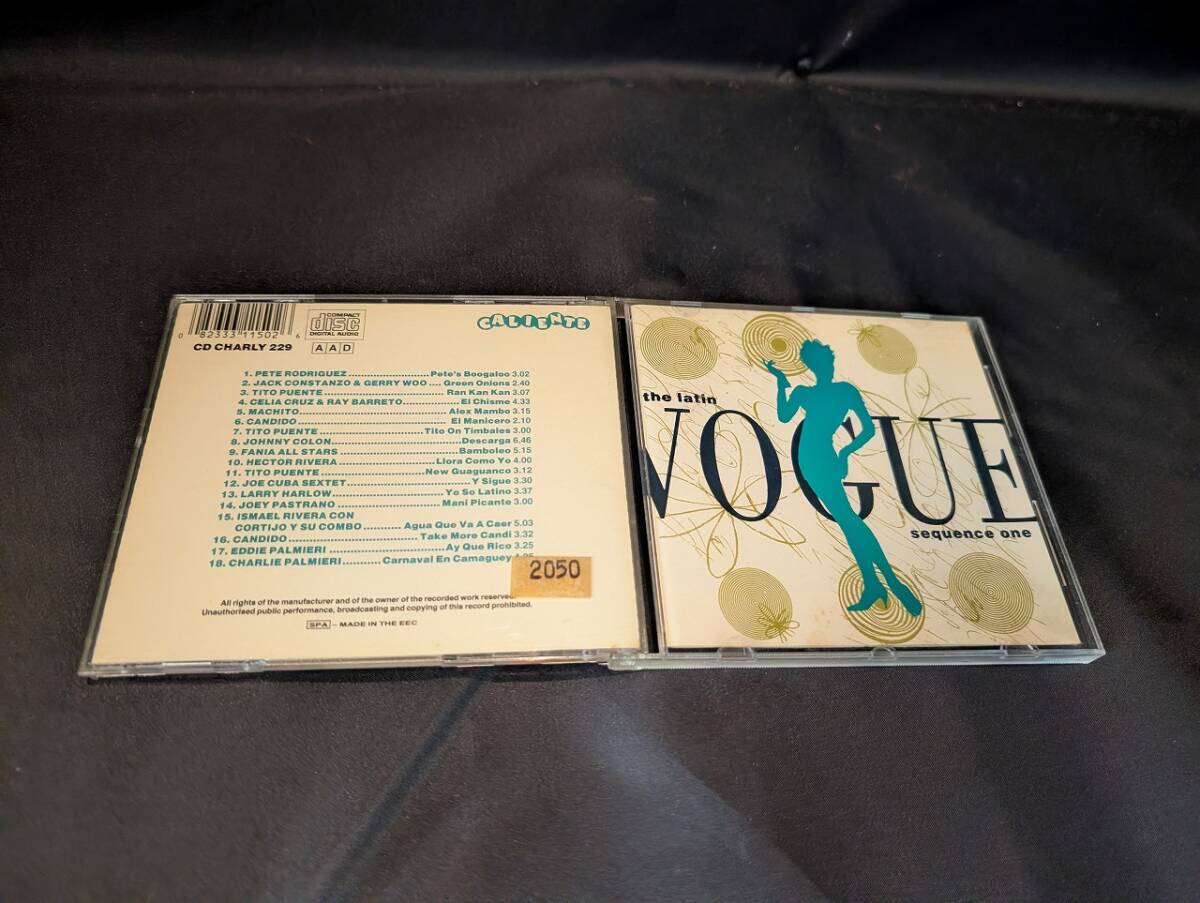 0 82333 11502 6
COMPACT
disc
DIGITAL AUDIO
CALIENTE
CD CHARLY 229
AAD
1. PETE RODRIGUEZ ........................ Pete's Boogaloo 3.02
2. JACK CONSTANZO & GERRY WOO .... Green Onions 2.40
3. TITO PUENTE ........................ Ran Kan Kan 3.07
4. CELIA CRUZ & RAY BARRETO ............... El Chisme 3.23
5. MACHITO ........................ Alex Mambo 3.15
6. CANDIDO ........................ El Manicero 2.10
7. TITO PUENTE ........................ Tito On Timbales 3.00
8. JOHNNY COLON ........................ Descarga 6.46
9. FANIA ALL STARS ........................ Bamboleo 5.15
10. HECTOR RIVERA ........................ Llora Como Yo 4.00
11. TITO PUENTE ........................ New Guaguanco 3.12
12. JOE CUBA SEXTET ........................ Y Sigue 3.30
13. LARRY HARLOW ........................ Yo So Latino 3.37
14. JOEY PASTRANO ........................ Mani Picante 3.00
15. ISMAEL RIVERA CON
CORTIJO Y SU COMBO ........... Agua Que Va A Caer 5.03
16. CANDIDO ........................ Take More Candi 3.32
17. EDDIE PALMIERI ........................ Ay Que Rico 3.25
18. CHARLIE PALMIERI ........... Carnaval En Camaguey
2050
All rights of the manufacturer and of the owner of the recorded work reserved.
Unauthorised public performance, broadcasting and copying of this record prohibited.
SPA – MADE IN THE EEC
the latin
VOGUE
sequence one